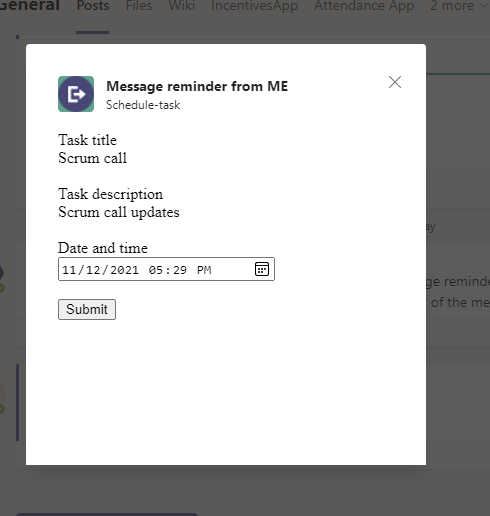 General Posts Files Wiki IncentivesApp Attendance App 2 more
Message reminder from ME
Schedule-task
Task title
Scrum call
Task description
Scrum call updates
Date and time
11/12/2021 05:29 PM
Submit
ay
ge reminde
of the me